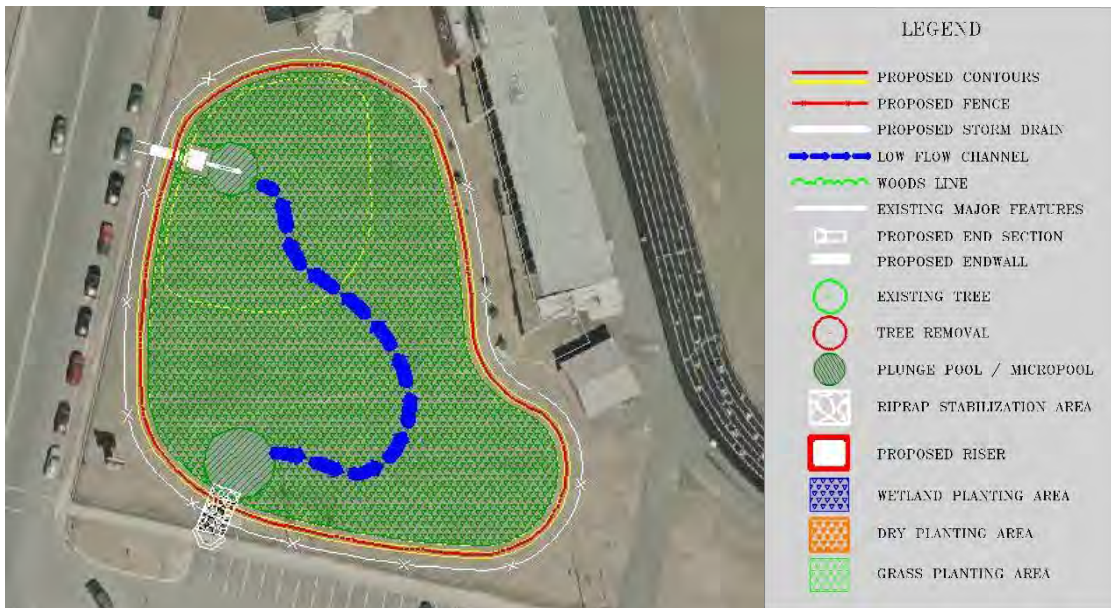 LEGEND
PROPOSED CONTOURS
PROPOSED FENCE
PROPOSED STORM DRAIN
LOW FLOW CHANNEL
WOODS LINE
EXISTING MAJOR FEATURES
PROPOSED END SECTION
PROPOSED ENDWALL
EXISTING TREE
TREE REMOVAL
PLUNGE POOL / MICROPOOL
RIPRAP STABILIZATION AREA
PROPOSED RISER
WETLAND PLANTING AREA
DRY PLANTING AREA
GRASS PLANTING AREA